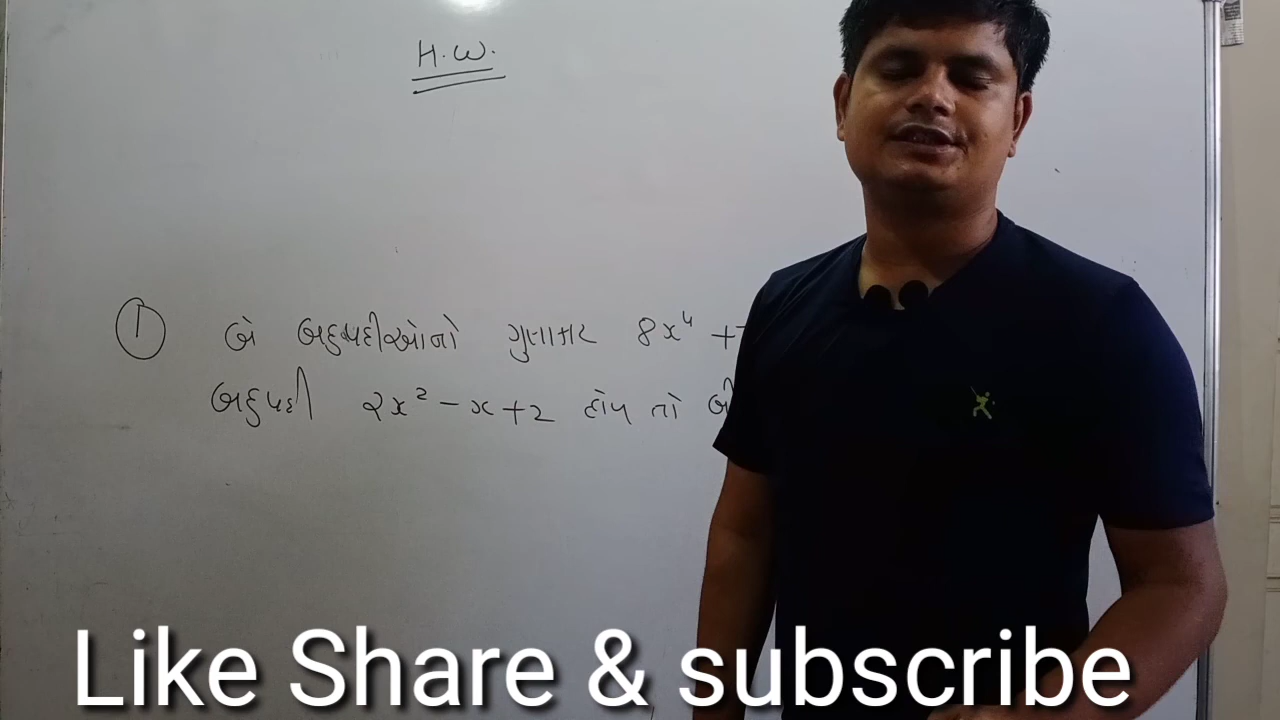 H.W.
① બે બહુપદીઓનો ગુણાકાર 8x⁴ +
બહુપદી 2x² - x + 2 હોય તો
Like Share & subscribe